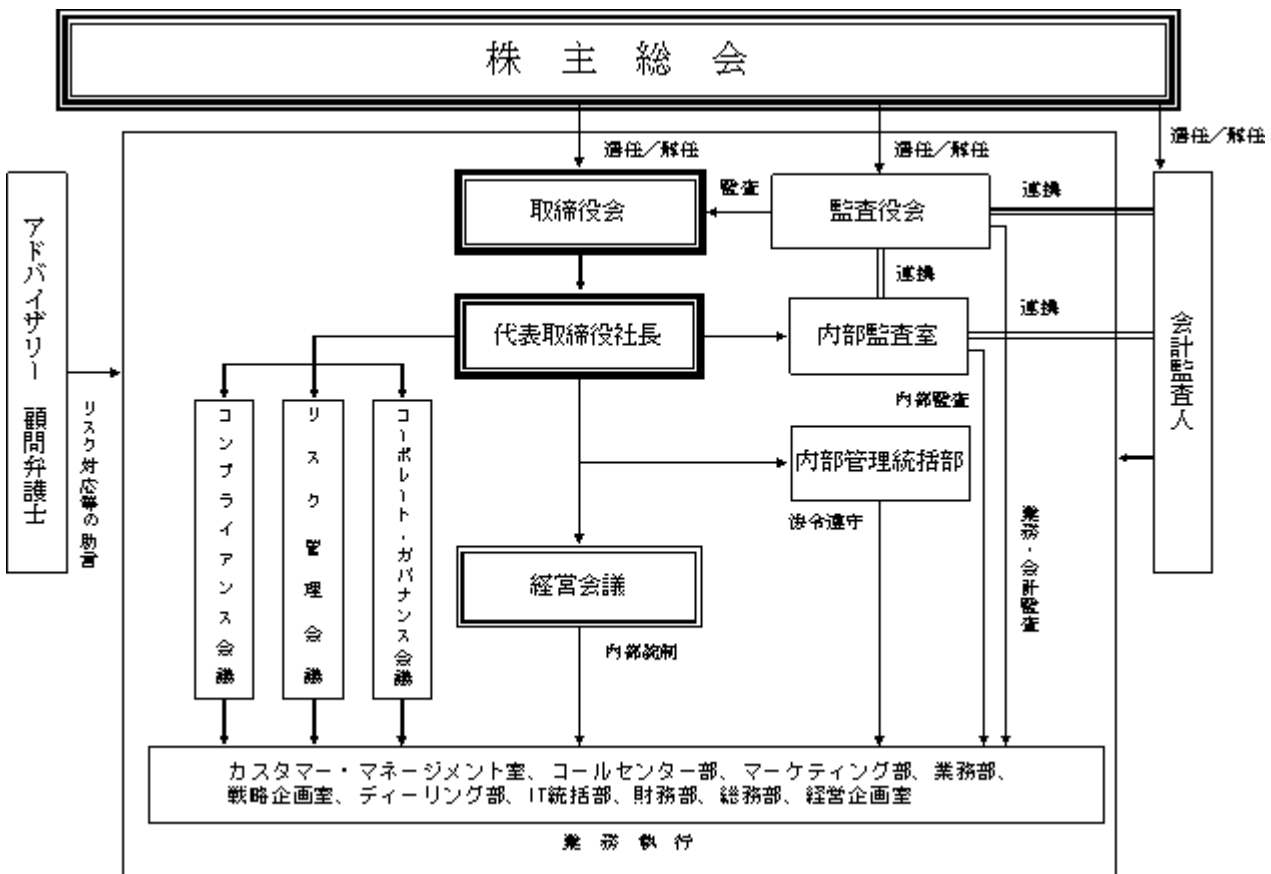 株主総会
選任/解任
選任/解任
選任/解任
取締役会
監査
監査役会
連携
連携
代表取締役社長
内部監査室
連携
内部監査
会計監査人
アドバイザリー 顧問弁護士
リスク対応等の助言
コンプライアンス会議
リスク管理会議
コーポレート・ガバナンス会議
内部管理統括部
法令遵守
業務・会計監査
経営会議
内部統制
カスタマー・マネージメント室、コールセンター部、マーケティング部、業務部、
戦略企画室、ディーリング部、IT統括部、財務部、総務部、経営企画室
業務執行